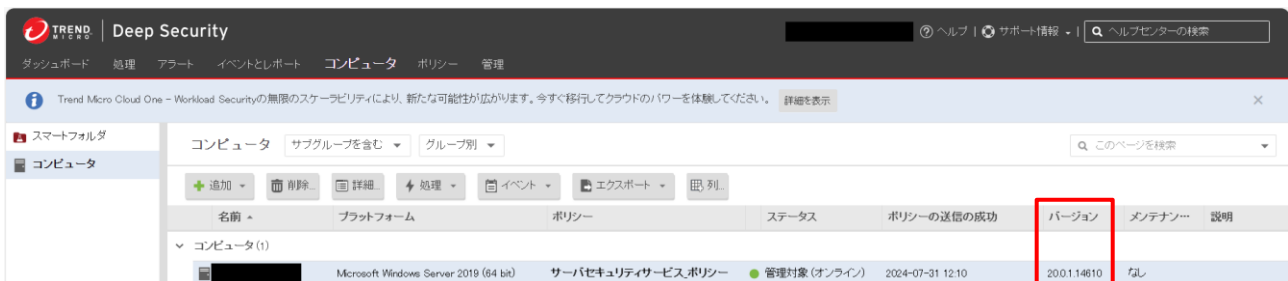 TREND MICRO Deep Security ヘルプ | サポート情報 | ヘルプセンターの検索
ダッシュボード 処理 アラート イベントとレポート コンピュータ ポリシー 管理
Trend Micro Cloud One - Workload Securityの無限のスケーラビリティにより、新たな可能性が広がります。今すぐ移行してクラウドのパワーを体験してください。 詳細を表示
スマートフォルダ コンピュータ サブグループを含む グループ別 このページを検索
コンピュータ
追加 削除... 詳細... 処理 イベント エクスポート 列...
名前 プラットフォーム ポリシー ステータス ポリシーの送信の成功 バージョン メンテナン… 説明
コンピュータ (1)
Microsoft Windows Server 2019 (64 bit) サーバセキュリティサービス_ポリシー 管理対象 (オンライン) 2024-07-31 12:10 20.0.1.14610 なし